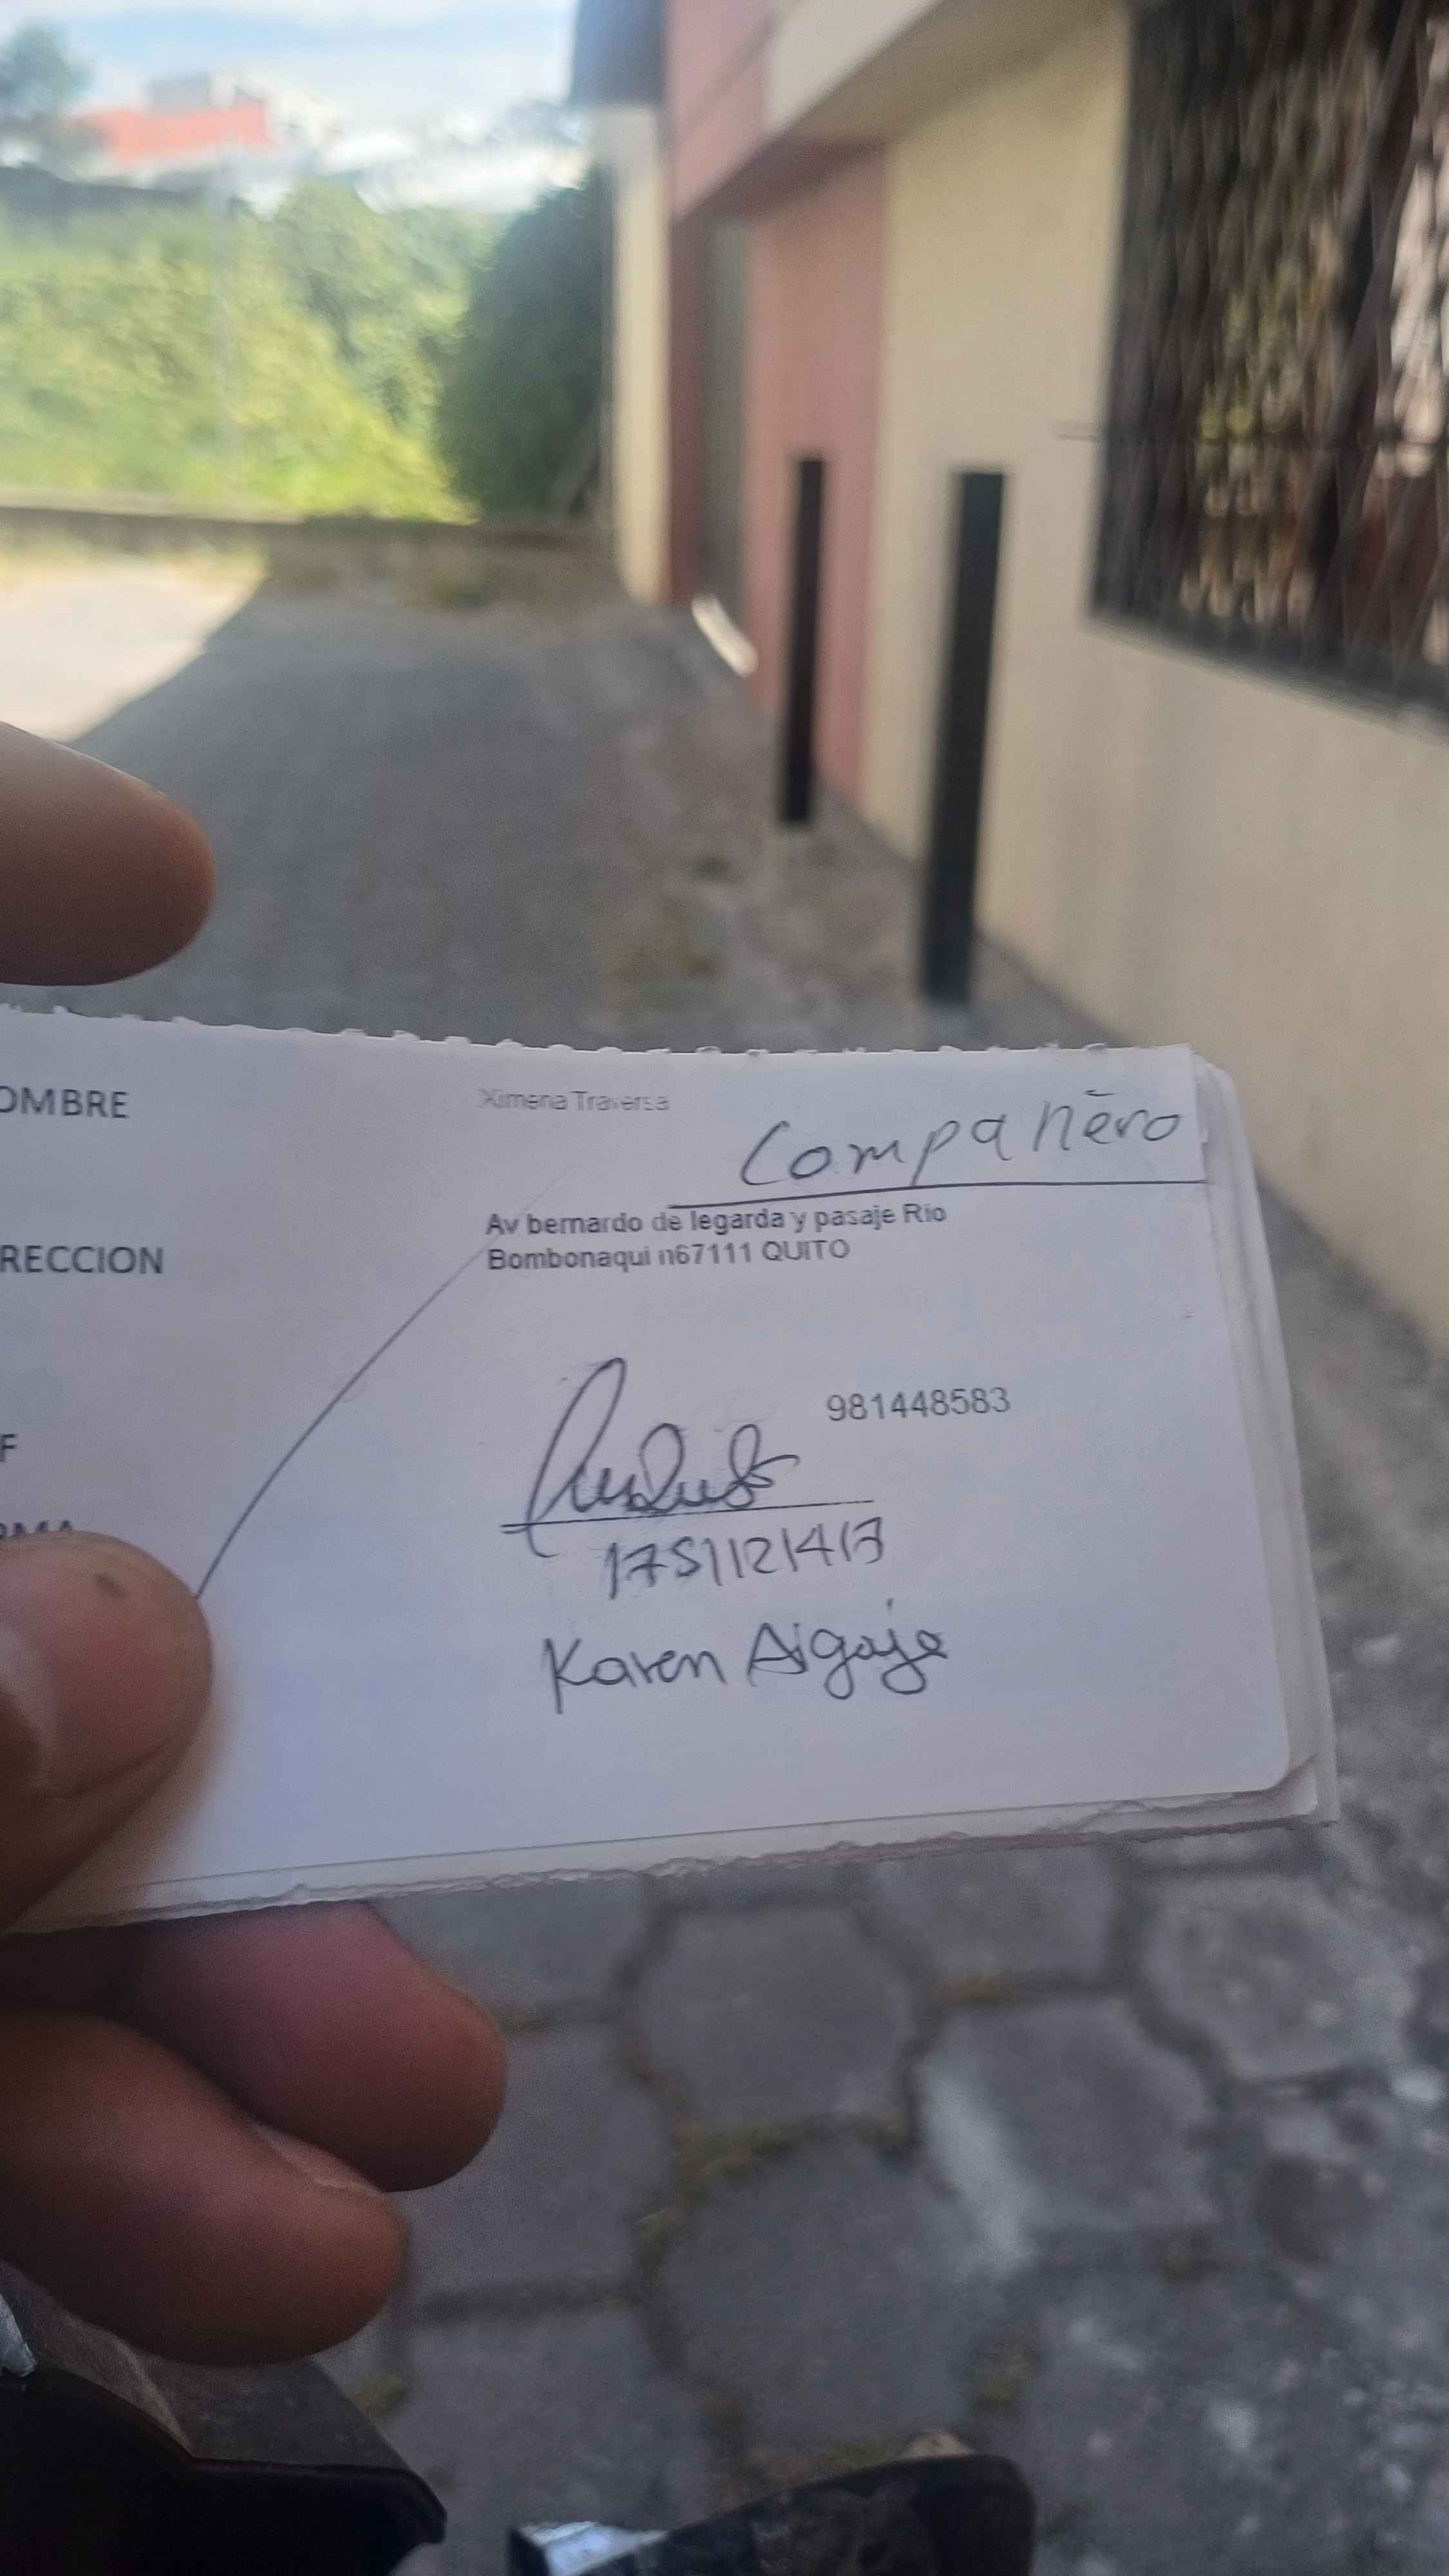 OMBRE Ximena Traversa
Compañero
RECCION Av bernardo de legarda y pasaje Rio
Bombonaqui n67111 QUITO
F 981448583
1751121417
Karen Aigaje